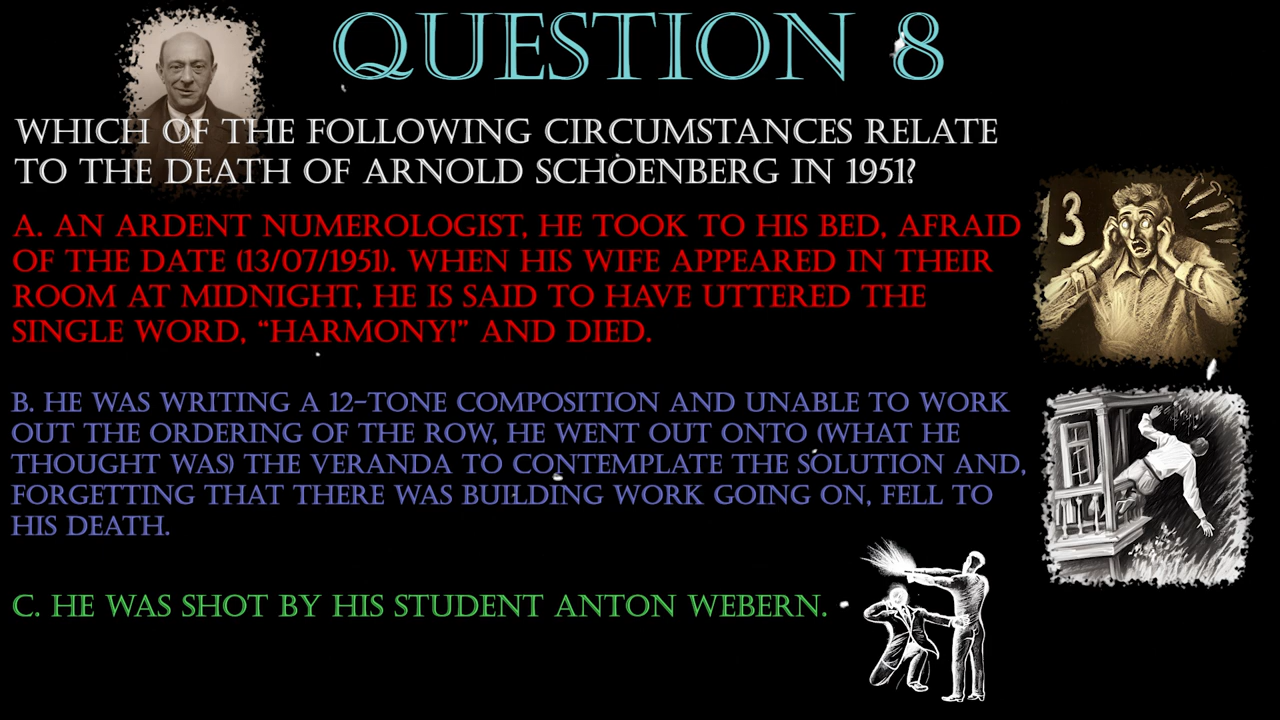 QUESTION 8
WHICH OF THE FOLLOWING CIRCUMSTANCES RELATE
TO THE DEATH OF ARNOLD SCHOENBERG IN 1951?
A. AN ARDENT NUMEROLOGIST, HE TOOK TO HIS BED, AFRAID
OF THE DATE (13/07/1951). WHEN HIS WIFE APPEARED IN THEIR
ROOM AT MIDNIGHT, HE IS SAID TO HAVE UTTERED THE
SINGLE WORD, “HARMONY!” AND DIED.
13
B. HE WAS WRITING A 12-TONE COMPOSITION AND UNABLE TO WORK
OUT THE ORDERING OF THE ROW, HE WENT OUT ONTO (WHAT HE
THOUGHT WAS) THE VERANDA TO CONTEMPLATE THE SOLUTION AND,
FORGETTING THAT THERE WAS BUILDING WORK GOING ON, FELL TO
HIS DEATH.
C. HE WAS SHOT BY HIS STUDENT ANTON WEBERN.